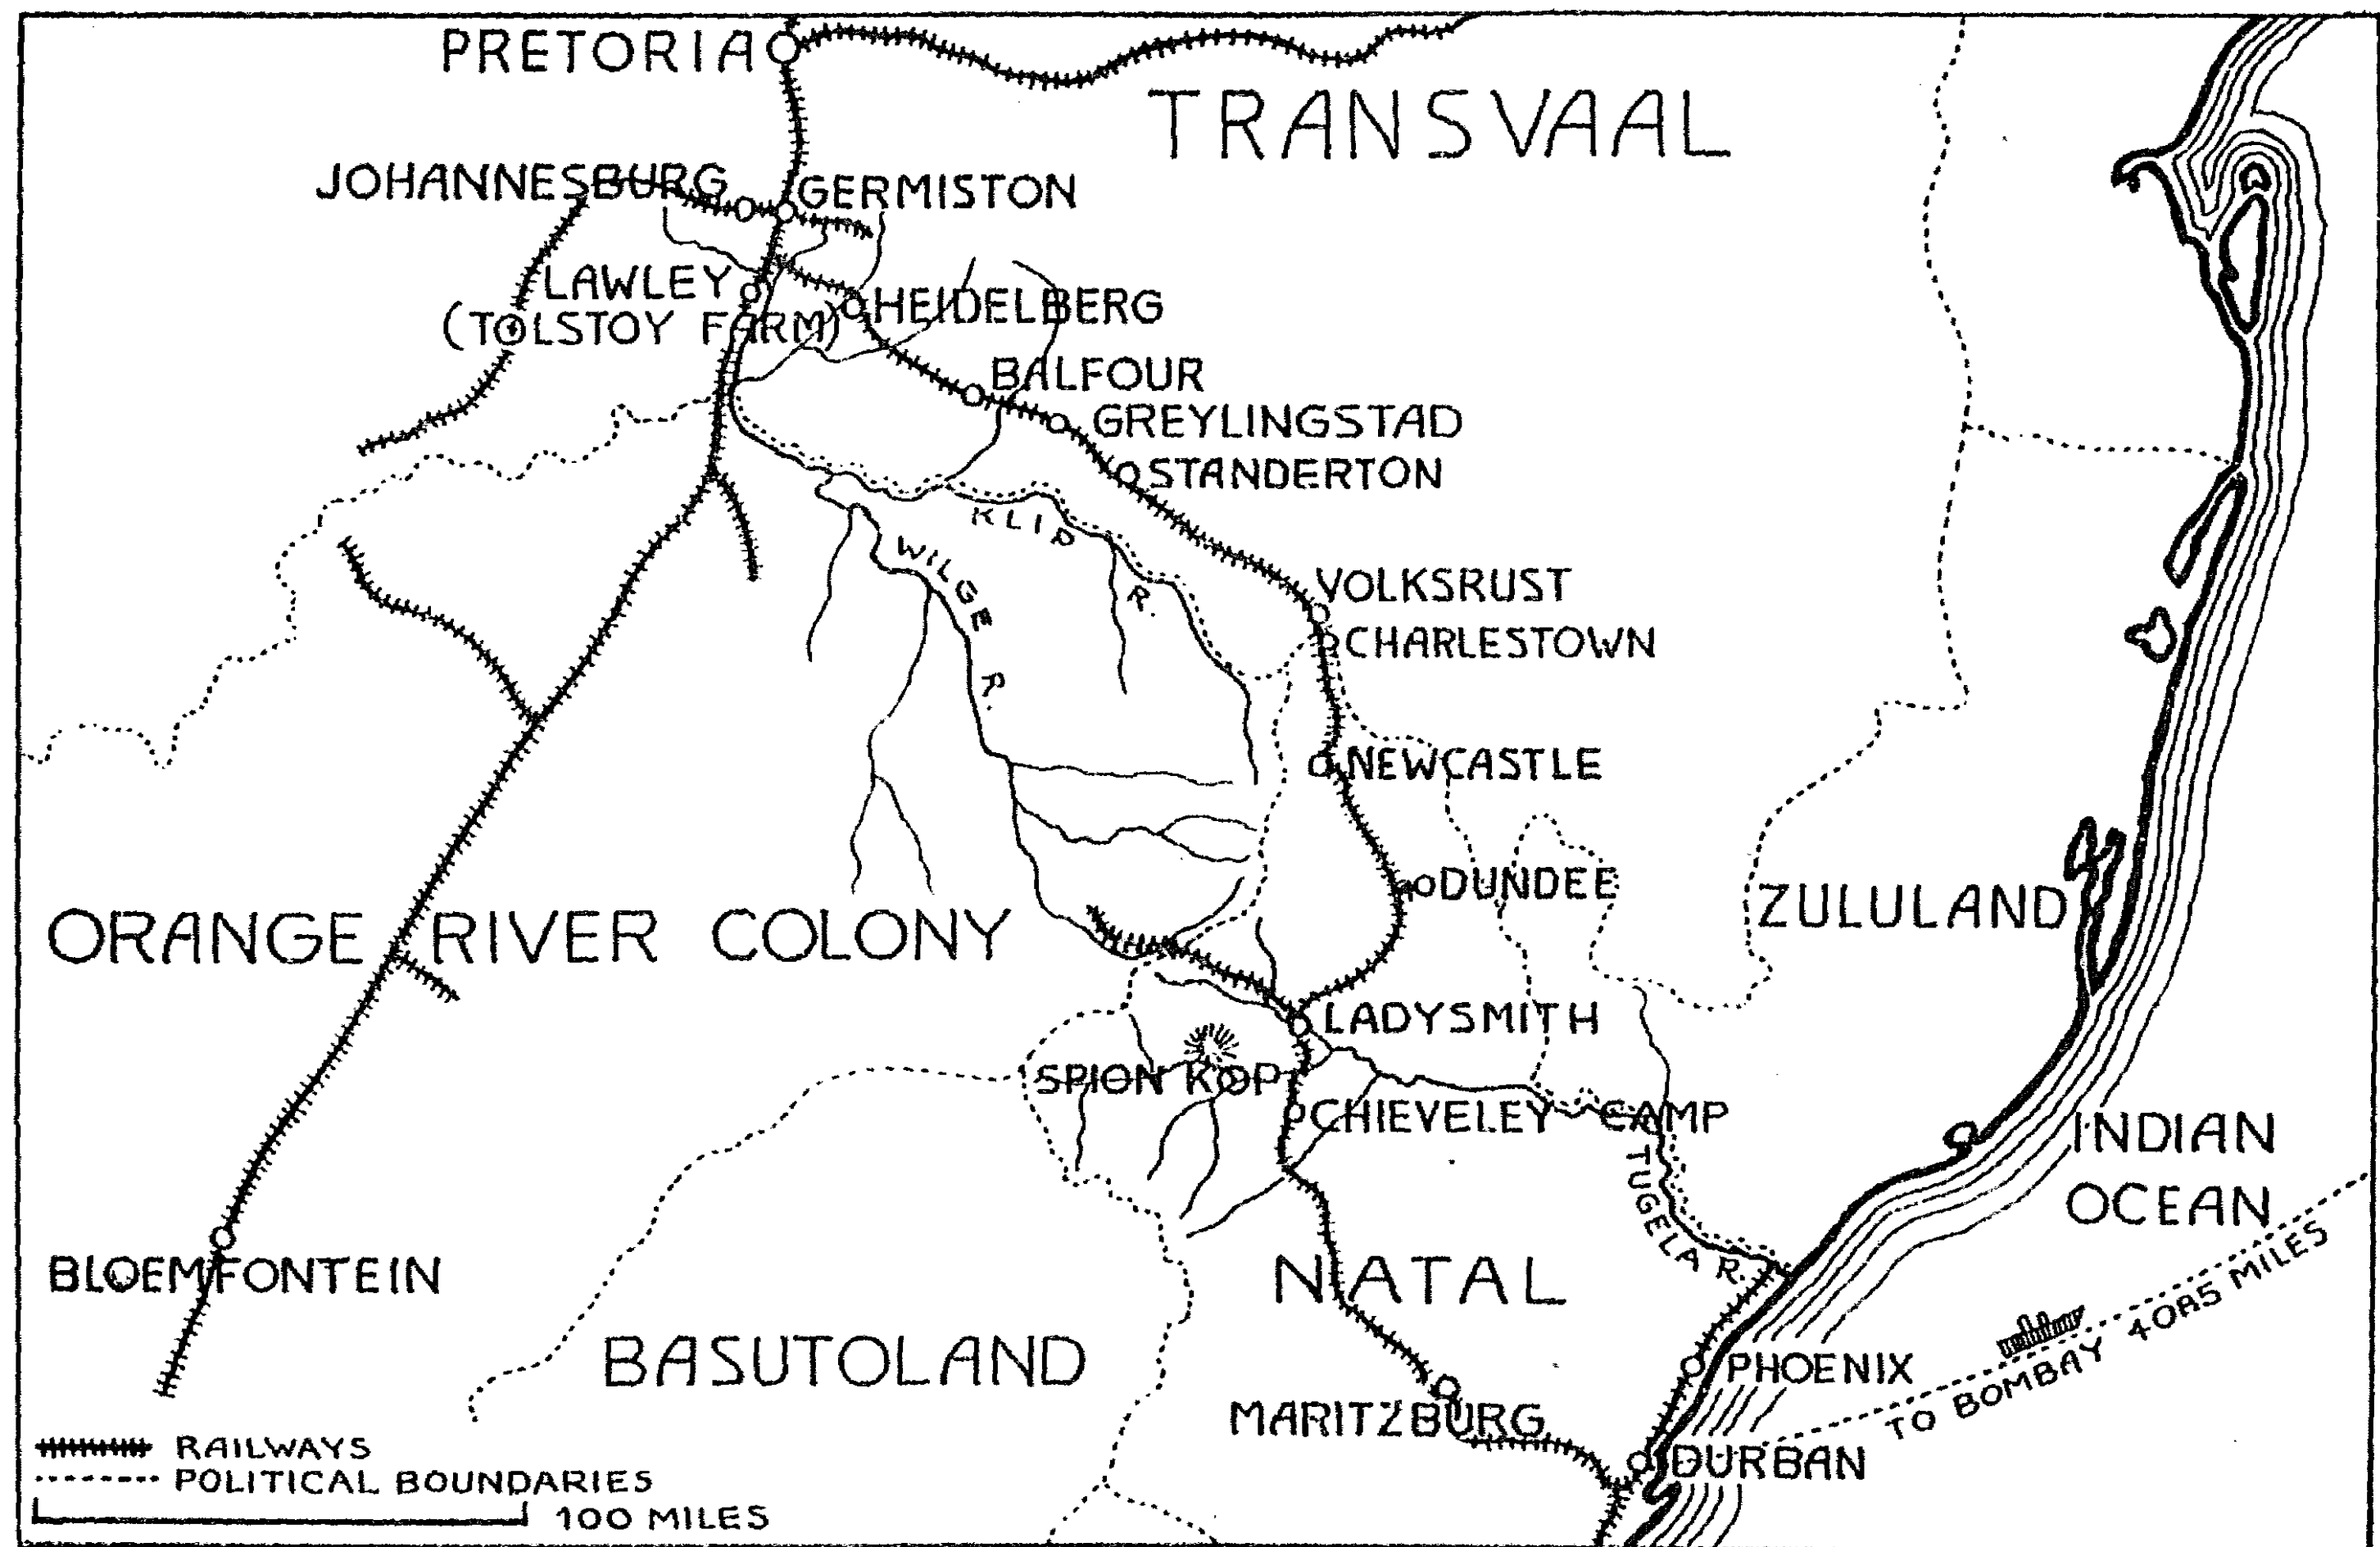 PRETORIA
TRANSVAAL
JOHANNESBURG
GERMISTON
LAWLEY
(TOLSTOY FARM)
HEIDELBERG
BALFOUR
GREYLINGSTAD
STANDERTON
KLIP R.
WILGE R.
VOLKSRUST
CHARLESTOWN
NEWCASTLE
DUNDEE
ZULULAND
ORANGE RIVER COLONY
LADYSMITH
SPION KOP
CHIEVELEY CAMP
TUGELA R.
INDIAN
OCEAN
BLOEMFONTEIN
NATAL
BASUTOLAND
PHOENIX
TO BOMBAY 4085 MILES
MARITZBURG
DURBAN
RAILWAYS
POLITICAL BOUNDARIES
100 MILES